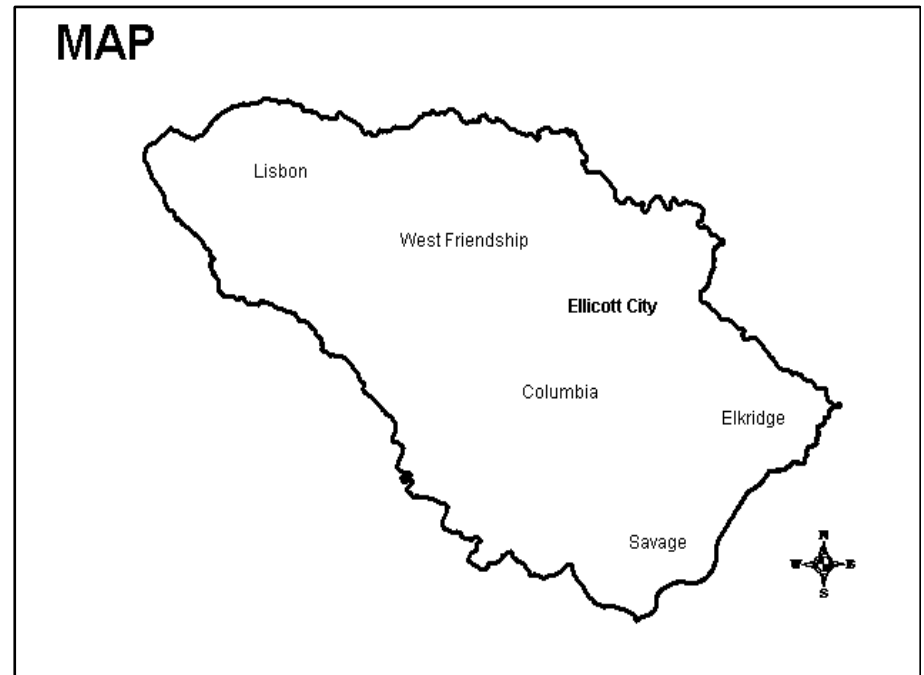 MAP
Lisbon
West Friendship
Ellicott City
Columbia
Elkridge
Savage
N
W E
S